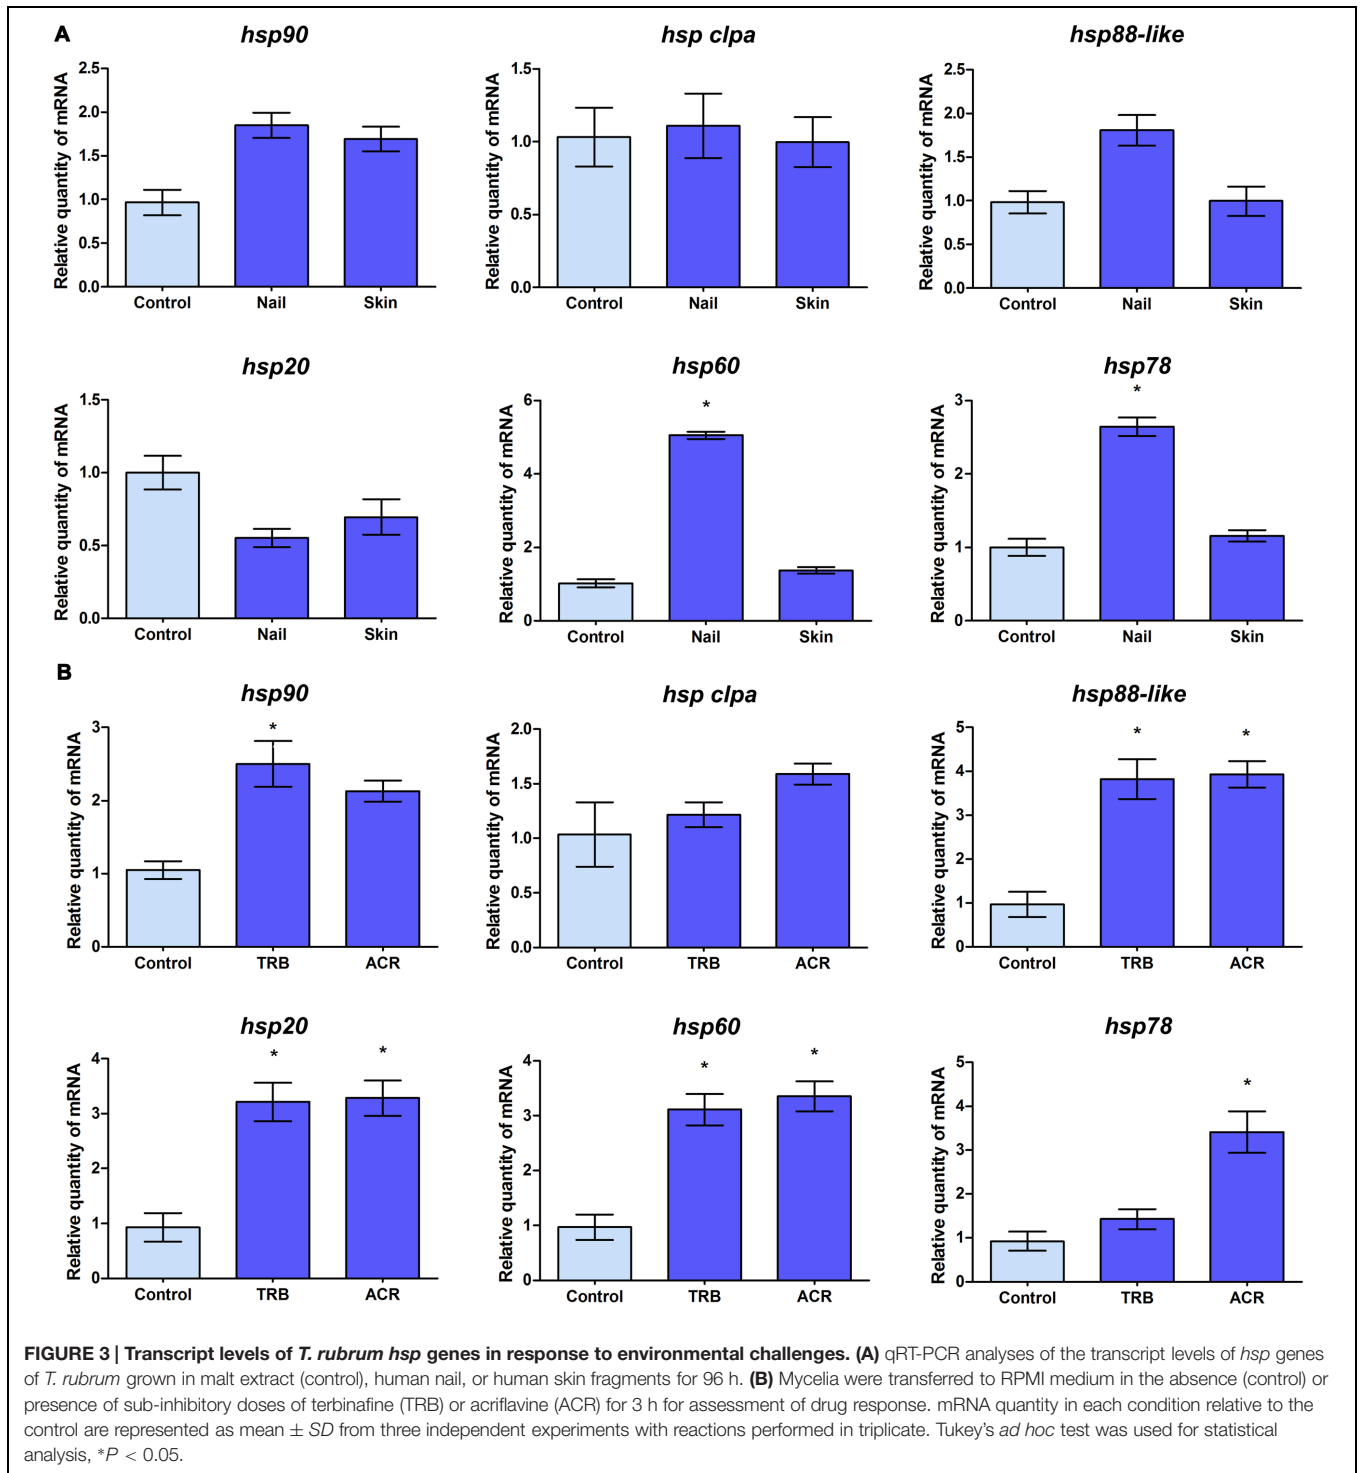 A
hsp90
hsp clpa
hsp88-like
Relative quantity of mRNA
2.5
2.0
1.5
1.0
0.5
0.0
Control Nail Skin
Relative quantity of mRNA
1.5
1.0
0.5
0.0
Control Nail Skin
Relative quantity of mRNA
2.5
2.0
1.5
1.0
0.5
0.0
Control Nail Skin
hsp20
hsp60
hsp78
Relative quantity of mRNA
1.5
1.0
0.5
0.0
Control Nail Skin
Relative quantity of mRNA
6
4
2
0
*
Control Nail Skin
Relative quantity of mRNA
3
2
1
0
*
Control Nail Skin
B
hsp90
hsp clpa
hsp88-like
Relative quantity of mRNA
3
2
1
0
*
Control TRB ACR
Relative quantity of mRNA
2.0
1.5
1.0
0.5
0.0
Control TRB ACR
Relative quantity of mRNA
5
4
3
2
1
0
* *
Control TRB ACR
hsp20
hsp60
hsp78
Relative quantity of mRNA
4
3
2
1
0
* *
Control TRB ACR
Relative quantity of mRNA
4
3
2
1
0
* *
Control TRB ACR
Relative quantity of mRNA
5
4
3
2
1
0
*
Control TRB ACR
FIGURE 3 | Transcript levels of T. rubrum hsp genes in response to environmental challenges. (A) qRT-PCR analyses of the transcript levels of hsp genes
of T. rubrum grown in malt extract (control), human nail, or human skin fragments for 96 h. (B) Mycelia were transferred to RPMI medium in the absence (control) or
presence of sub-inhibitory doses of terbinafine (TRB) or acriflavine (ACR) for 3 h for assessment of drug response. mRNA quantity in each condition relative to the
control are represented as mean ± SD from three independent experiments with reactions performed in triplicate. Tukey's ad hoc test was used for statistical
analysis, *P < 0.05.